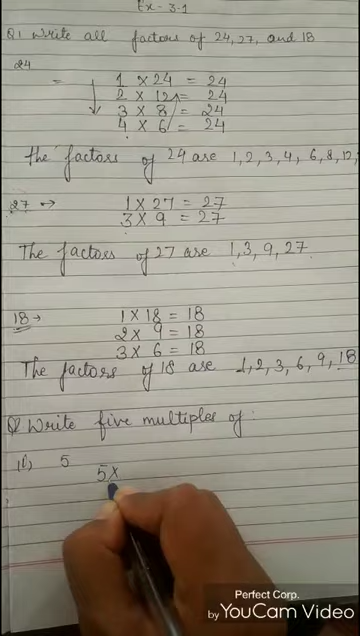 Ex - 3.1
Q1 Write all factors of 24, 27, and 18
24
= 1 × 24 = 24
2 × 12 = 24
3 × 8 = 24
4 × 6 = 24
The factors of 24 are 1, 2, 3, 4, 6, 8, 12,
27 → 1 × 27 = 27
3 × 9 = 27
The factors of 27 are 1, 3, 9, 27
18 → 1 × 18 = 18
2 × 9 = 18
3 × 6 = 18
The factors of 18 are 1, 2, 3, 6, 9, 18
Q2 Write five multiples of :
(i) 5
5 ×
Perfect Corp.
by YouCam Video